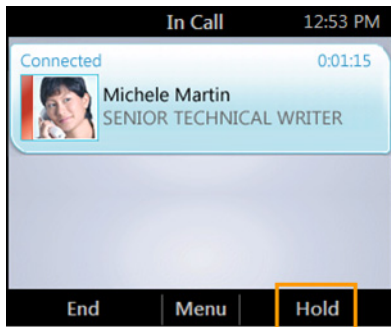 In Call 12:53 PM
Connected 0:01:15
Michele Martin
SENIOR TECHNICAL WRITER
End Menu Hold